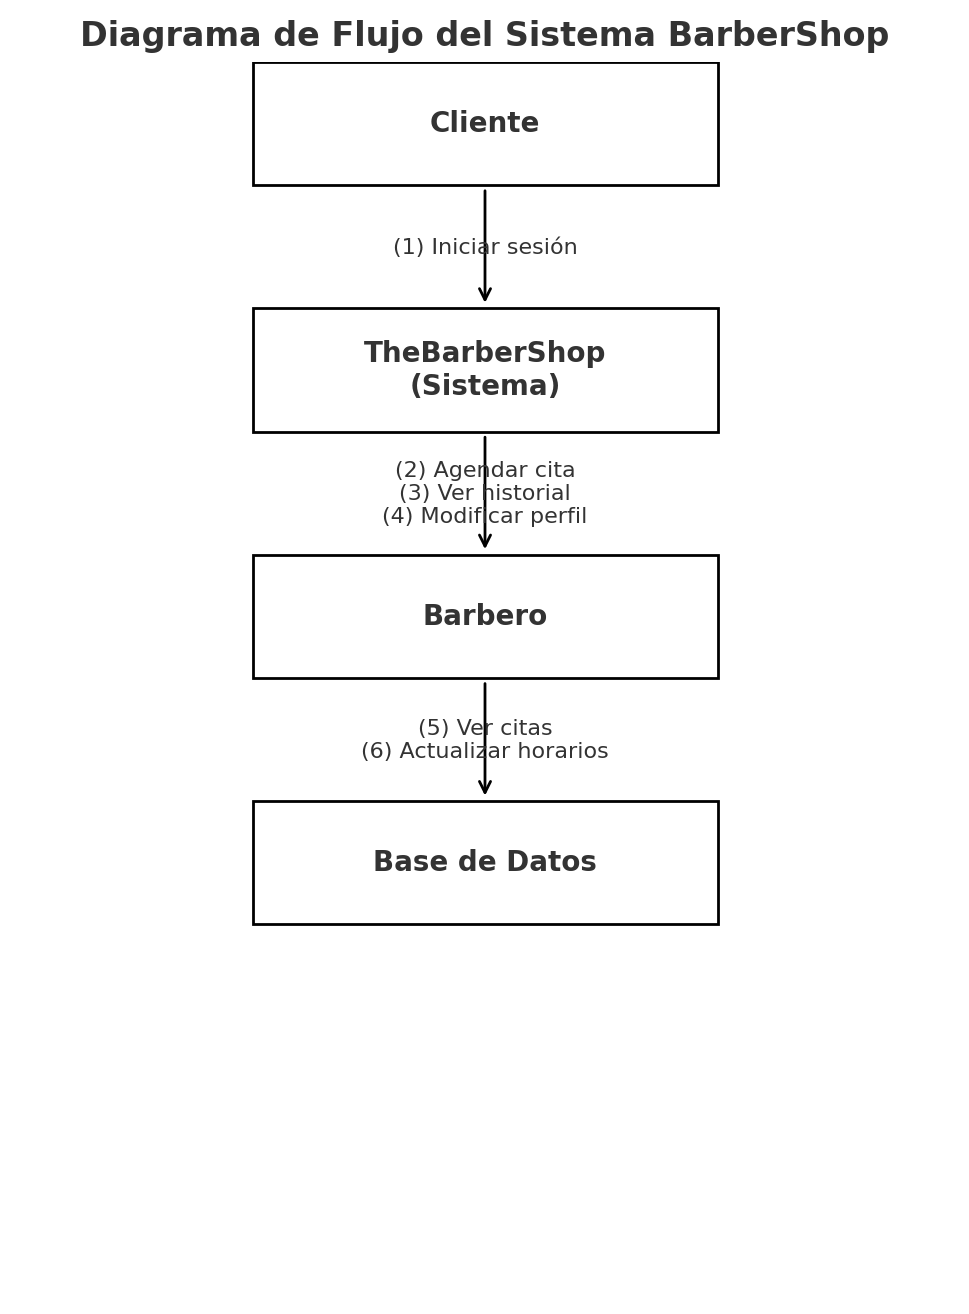 Diagrama de Flujo del Sistema BarberShop
Cliente
(1) Iniciar sesión
TheBarberShop
(Sistema)
(2) Agendar cita
(3) Ver historial
(4) Modificar perfil
Barbero
(5) Ver citas
(6) Actualizar horarios
Base de Datos